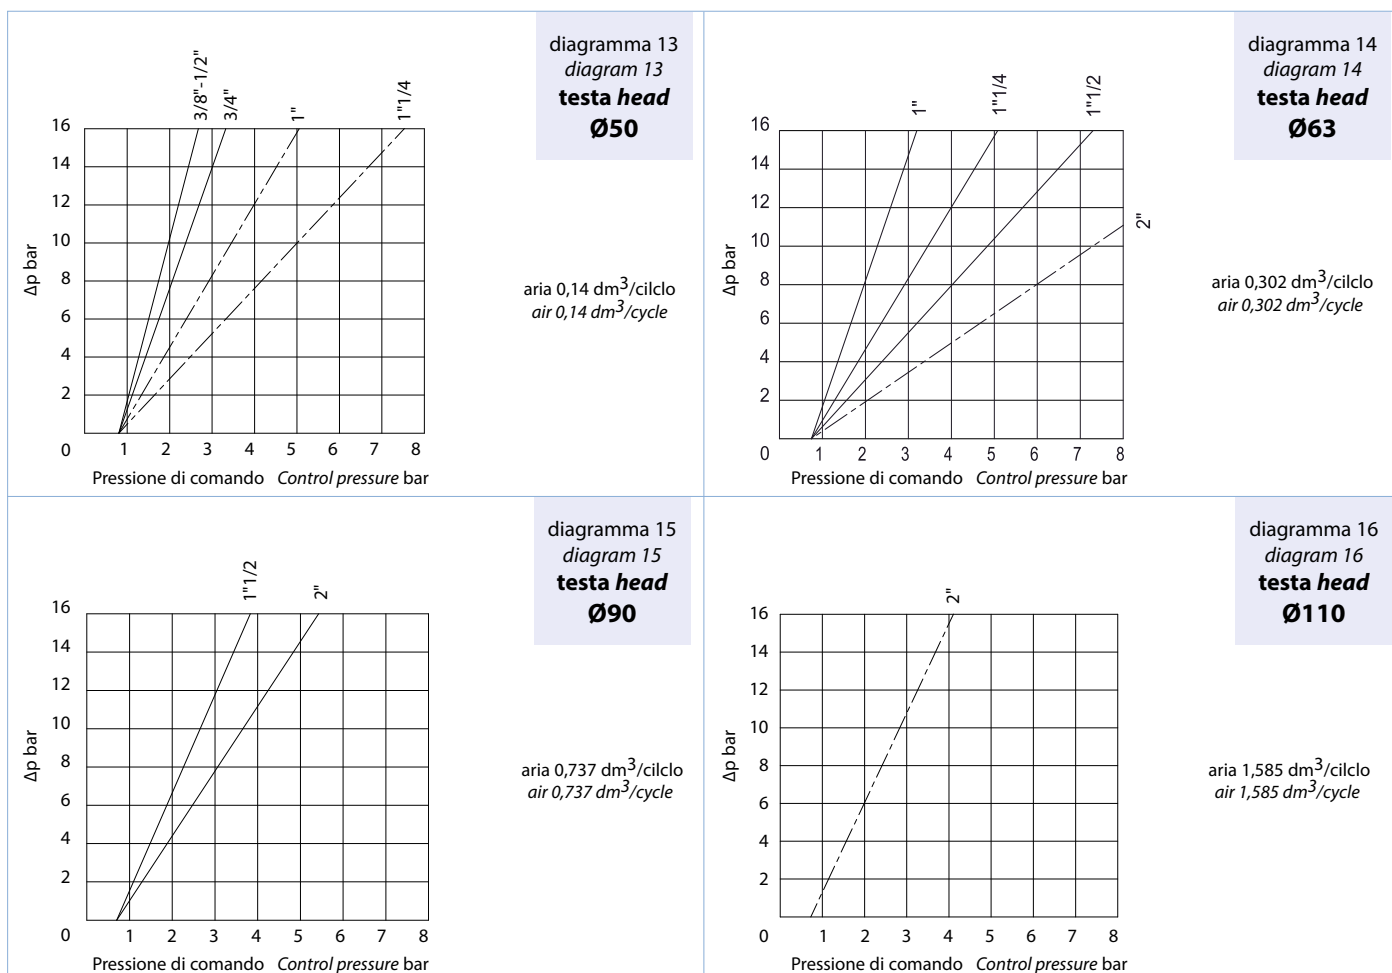 diagramma 13
diagram 13
testa head
Ø50
3/8"-1/2"
3/4"
1"
1"1/4
16
14
12
10
8
6
4
2
0
Δp bar
1 2 3 4 5 6 7 8
Pressione di comando Control pressure bar
aria 0,14 dm³/cilclo
air 0,14 dm³/cycle
diagramma 14
diagram 14
testa head
Ø63
1"
1"1/4
1"1/2
2"
16
14
12
10
8
6
4
2
0
Δp bar
1 2 3 4 5 6 7 8
Pressione di comando Control pressure bar
aria 0,302 dm³/cilclo
air 0,302 dm³/cycle
diagramma 15
diagram 15
testa head
Ø90
1"1/2
2"
16
14
12
10
8
6
4
2
0
Δp bar
1 2 3 4 5 6 7 8
Pressione di comando Control pressure bar
aria 0,737 dm³/cilclo
air 0,737 dm³/cycle
diagramma 16
diagram 16
testa head
Ø110
2"
16
14
12
10
8
6
4
2
0
Δp bar
1 2 3 4 5 6 7 8
Pressione di comando Control pressure bar
aria 1,585 dm³/cilclo
air 1,585 dm³/cycle